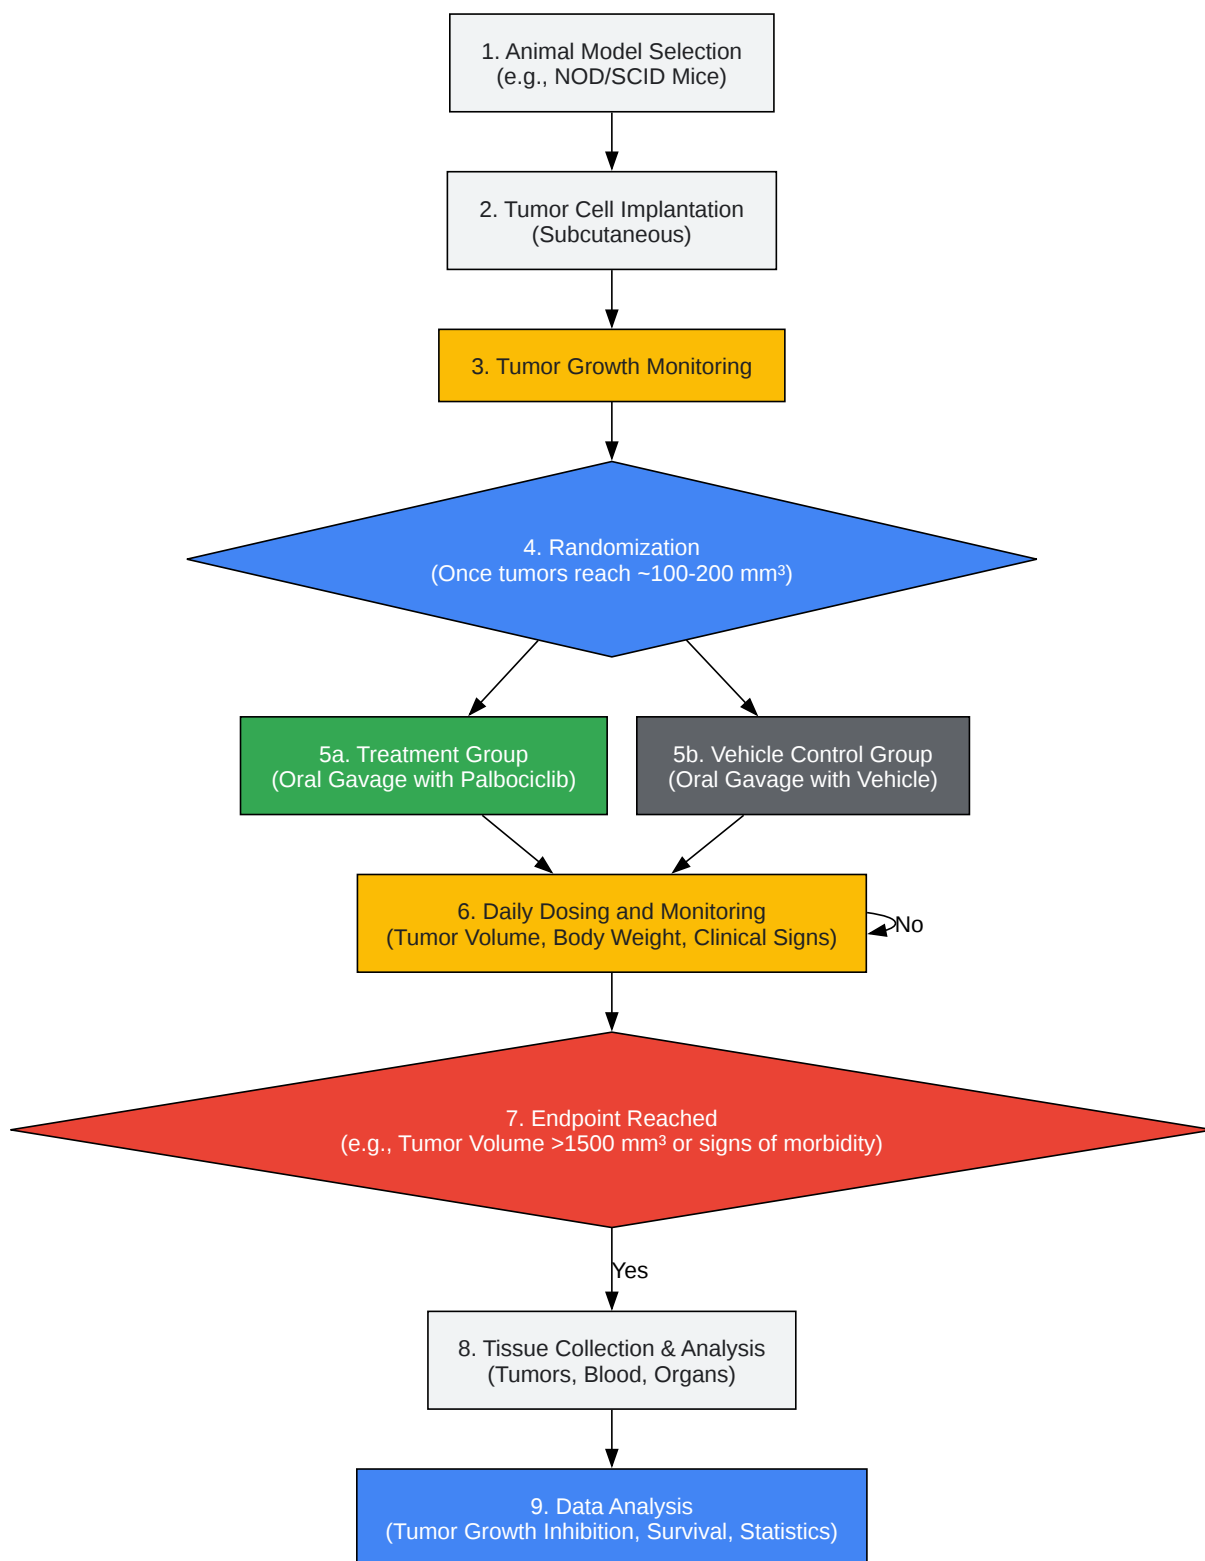 1. Animal Model Selection
(e.g., NOD/SCID Mice)
2. Tumor Cell Implantation
(Subcutaneous)
3. Tumor Growth Monitoring
4. Randomization
(Once tumors reach ~100-200 mm³)
5a. Treatment Group
(Oral Gavage with Palbociclib)
5b. Vehicle Control Group
(Oral Gavage with Vehicle)
6. Daily Dosing and Monitoring
(Tumor Volume, Body Weight, Clinical Signs)
No
7. Endpoint Reached
(e.g., Tumor Volume >1500 mm³ or signs of morbidity)
Yes
8. Tissue Collection & Analysis
(Tumors, Blood, Organs)
9. Data Analysis
(Tumor Growth Inhibition, Survival, Statistics)